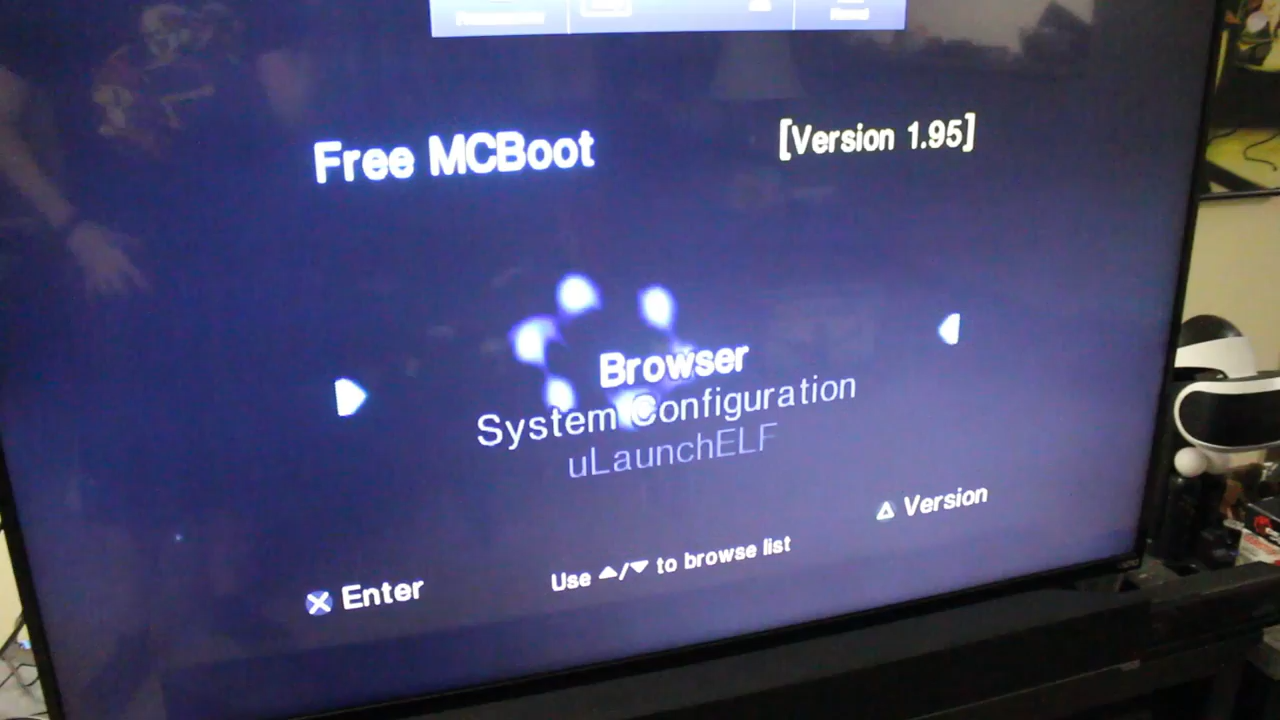 Free MCBoot
[Version 1.95]
Browser
System Configuration
uLaunchELF
△ Version
Use ▲/▼ to browse list
Ⓧ Enter